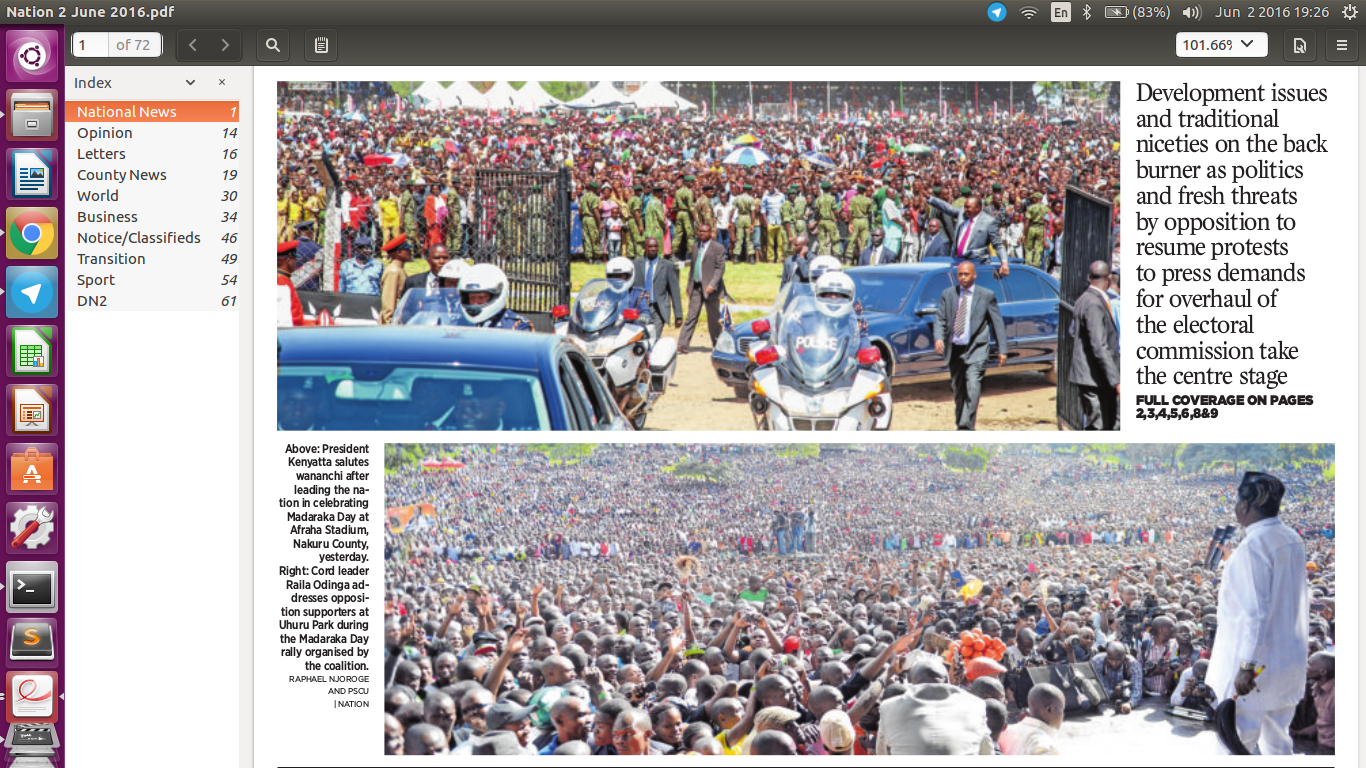 Nation 2 June 2016.pdf
En
(83%)
Jun 2 2016 19:26
1
of 72
101.66%
Index
National News 1
Opinion 14
Letters 16
County News 19
World 30
Business 34
Notice/Classifieds 46
Transition 49
Sport 54
DN2 61
POLICE
Development issues
and traditional
niceties on the back
burner as politics
and fresh threats
by opposition to
resume protests
to press demands
for overhaul of
the electoral
commission take
the centre stage
FULL COVERAGE ON PAGES
2,3,4,5,6,8&9
Above: President
Kenyatta salutes
wananchi after
leading the na-
tion in celebrating
Madaraka Day at
Afraha Stadium,
Nakuru County,
yesterday.
Right: Cord leader
Raila Odinga ad-
dresses opposi-
tion supporters at
Uhuru Park during
the Madaraka Day
rally organised by
the coalition.
RAPHAEL NJOROGE
AND PSCU
| NATION